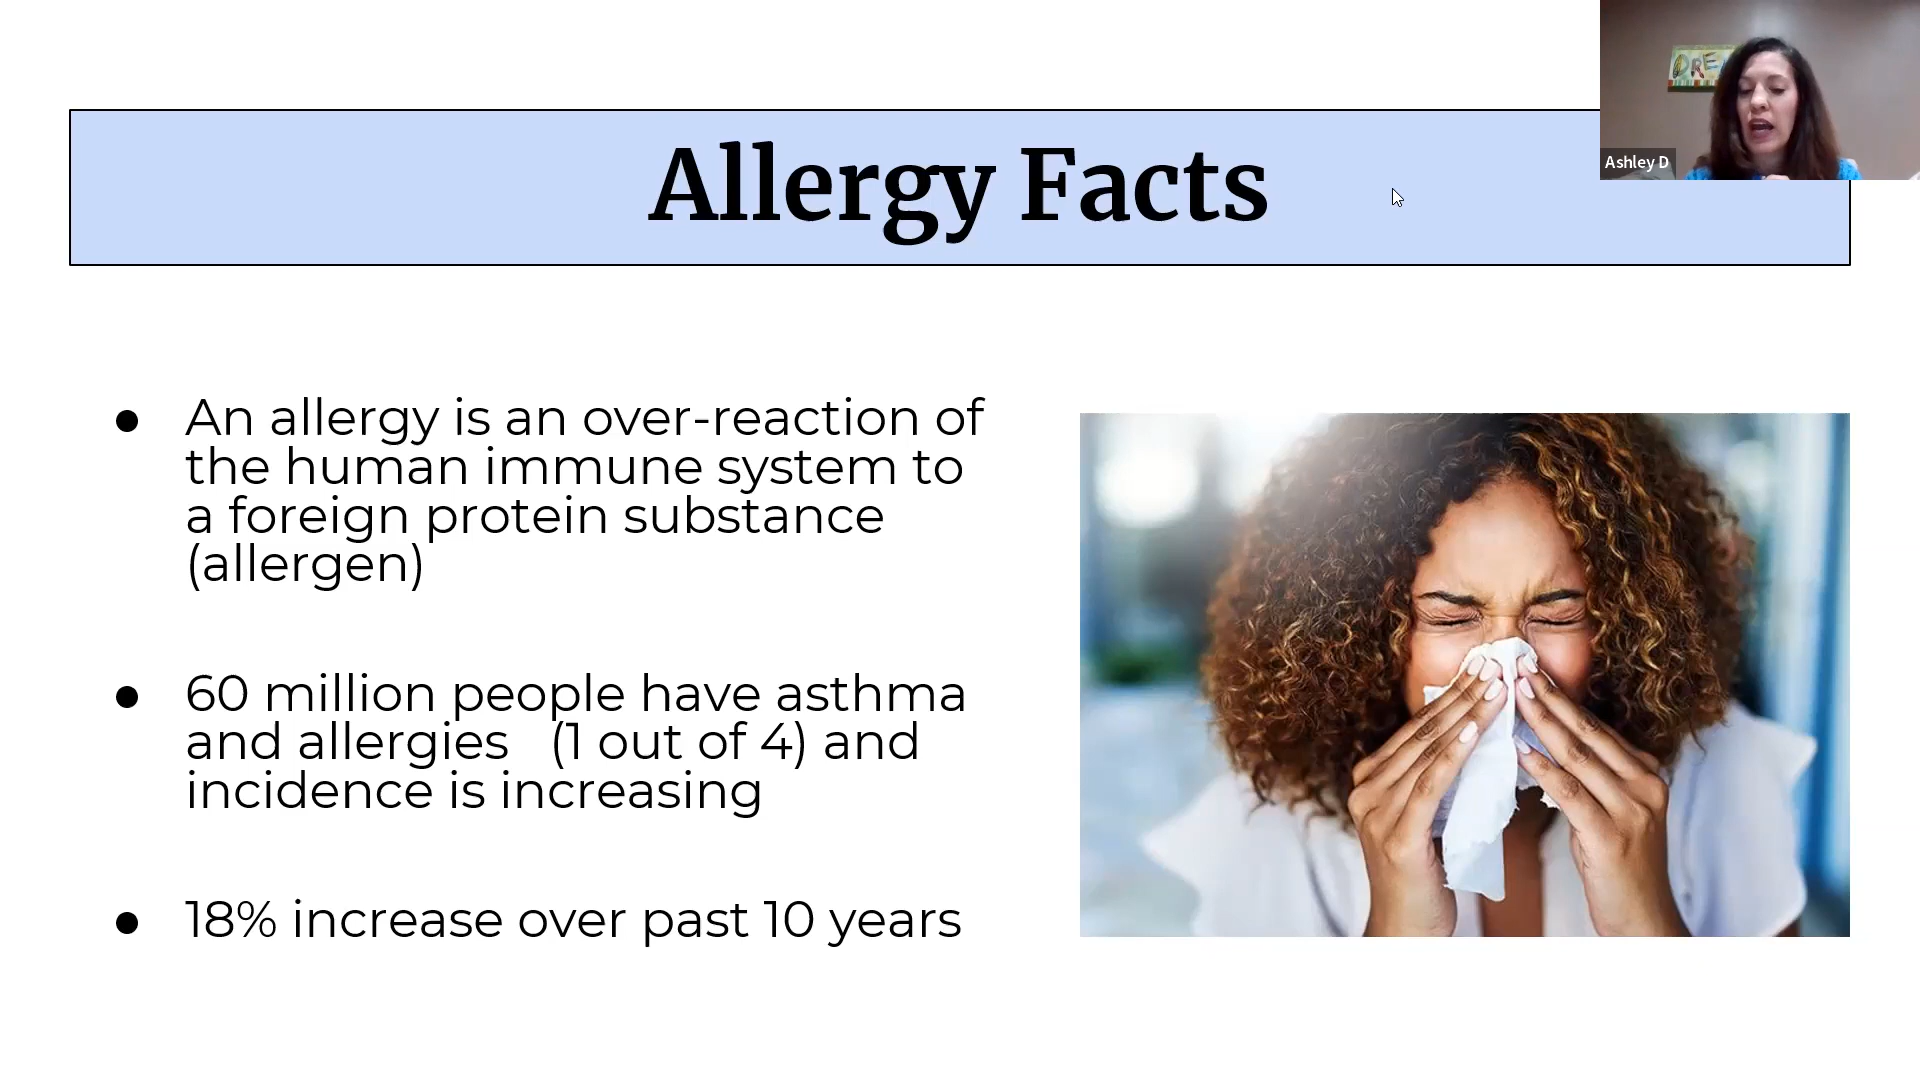 Allergy Facts
DRE
Ashley D
● An allergy is an over-reaction of
the human immune system to
a foreign protein substance
(allergen)
● 60 million people have asthma
and allergies (1 out of 4) and
incidence is increasing
● 18% increase over past 10 years